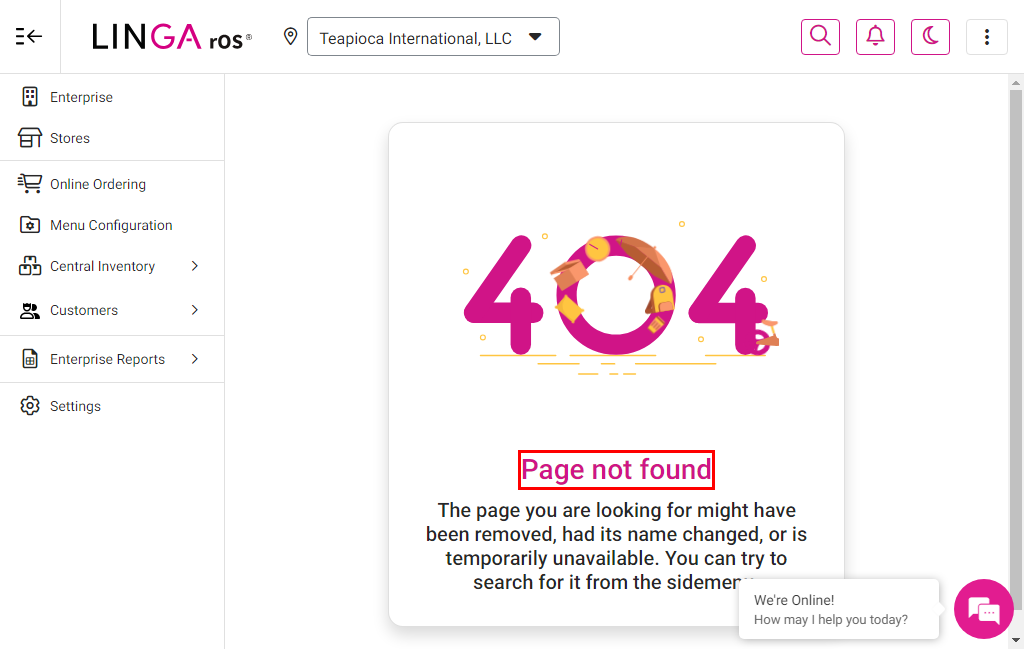 LINGA ros®
Teapioca International, LLC
Enterprise
Stores
Online Ordering
Menu Configuration
Central Inventory
Customers
Enterprise Reports
Settings
404
Page not found
The page you are looking for might have
been removed, had its name changed, or is
temporarily unavailable. You can try to
search for it from the sidemenu
We're Online!
How may I help you today?